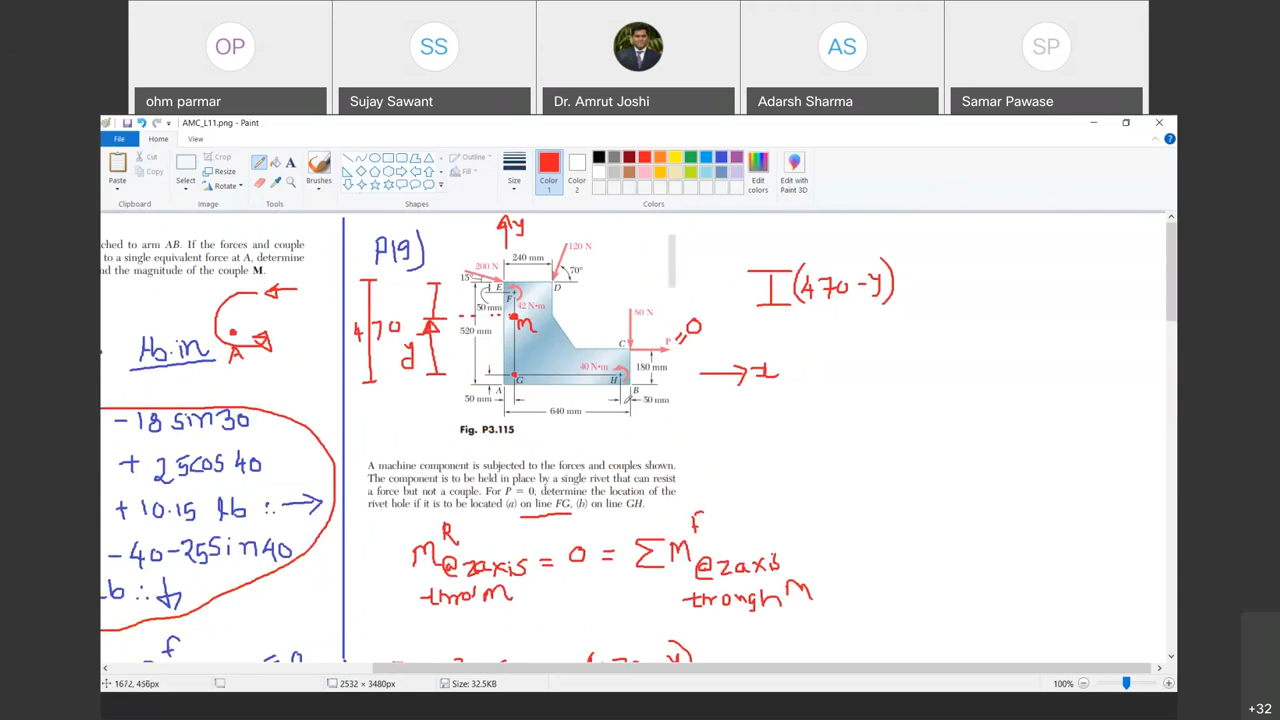 OP
SS
AS
SP
ohm parmar
Sujay Sawant
Dr. Amrut Joshi
Adarsh Sharma
Samar Pawase
AMC_L11.png - Paint
File
Home
View
Paste
Cut
Copy
Select
Crop
Resize
Rotate
Brushes
Outline
Fill
Size
Color 1
Color 2
Edit colors
Edit with Paint 3D
Clipboard
Image
Tools
Shapes
Colors
ched to arm AB. If the forces and couple
to a single equivalent force at A, determine
nd the magnitude of the couple M.
A
lb.in
-18 sin30
+ 25cos 40
+ 10.15 lb ∴ →
-40-25sin40
lb ∴ ↓
f
P19)
y
470
y
240 mm
120 N
70°
200 N
15°
E
D
F
50 mm
42 N•m
M
520 mm
80 N
C
P = 0
40 N•m
180 mm
G
H
A
B
50 mm
50 mm
640 mm
x
I (470-y)
Fig. P3.115
A machine component is subjected to the forces and couples shown.
The component is to be held in place by a single rivet that can resist
a force but not a couple. For P = 0, determine the location of the
rivet hole if it is to be located (a) on line FG, (b) on line GH.
M R @ z axis = 0 = ΣM F @ z axis
thro' M
through M
1672, 456px
2532 × 3480px
Size: 32.5KB
100%
+32